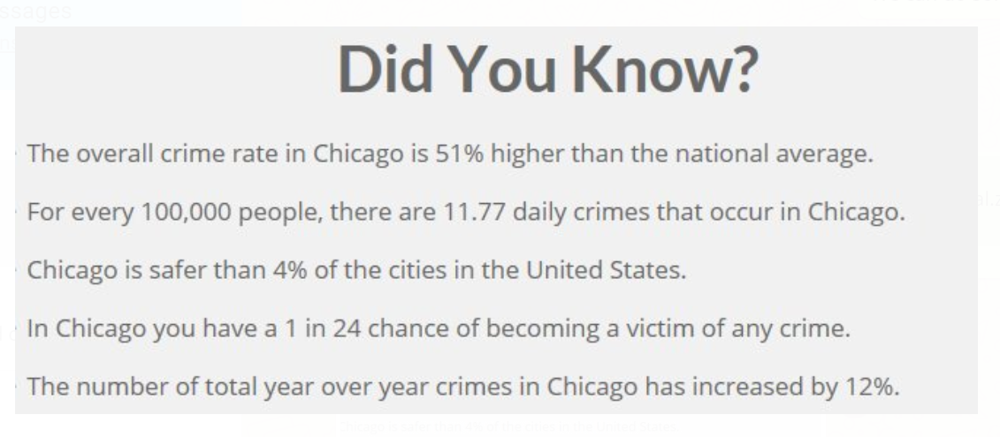 Did You Know?
The overall crime rate in Chicago is 51% higher than the national average.
For every 100,000 people, there are 11.77 daily crimes that occur in Chicago.
Chicago is safer than 4% of the cities in the United States.
In Chicago you have a 1 in 24 chance of becoming a victim of any crime.
The number of total year over year crimes in Chicago has increased by 12%.